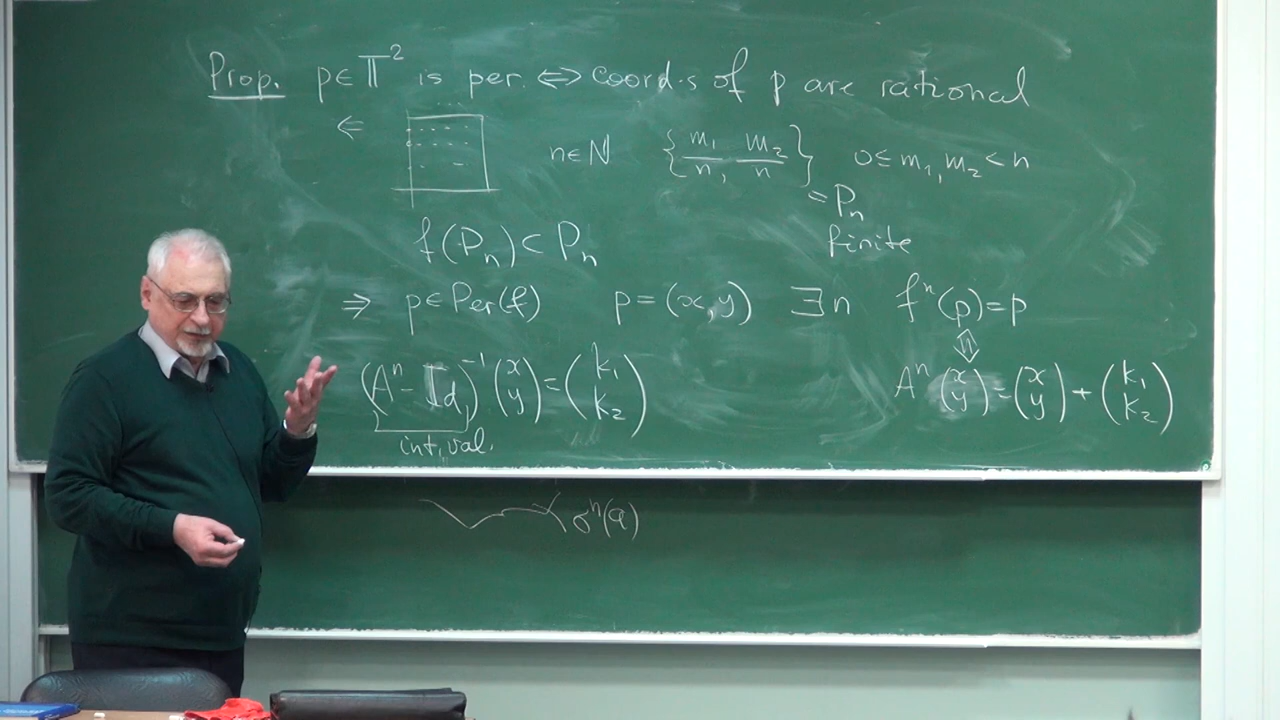 Prop. p∈𝕋² is per. ⇔ coord-s of p are rational
⇐ n∈N {m₁/n, m₂/n} 0≤m₁,m₂<n
= Pₙ
finite
f(Pₙ)⊂Pₙ
⇒ p∈Per(f) p=(x,y) ∃n fⁿ(p)=p
⇕
(Aⁿ-Id)⁻¹(x y)=(k₁ k₂) Aⁿ(x y)=(x y)+(k₁ k₂)
int.val.
σⁿ(a)